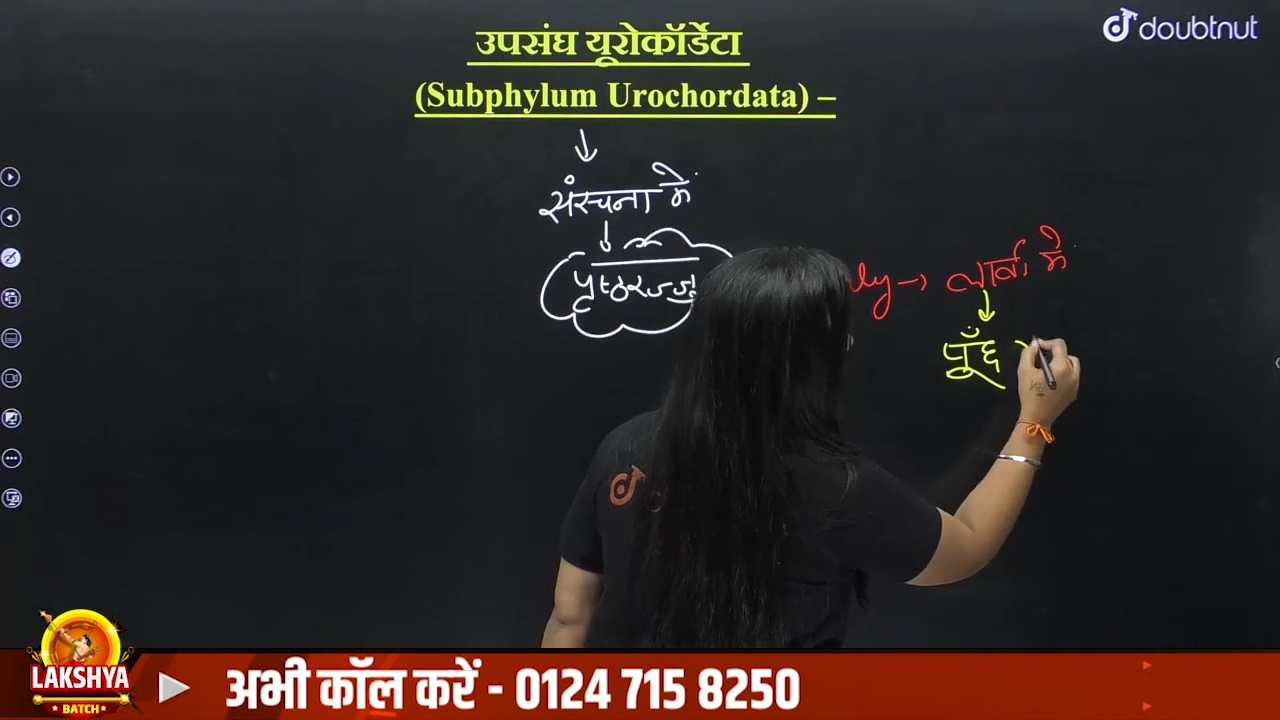 doubtnut
उपसंघ यूरोकॉर्डेटा
(Subphylum Urochordata) –
संरचना में
पृष्ठरज्जु
लार्वा में
पूँछ
LAKSHYA
BATCH
अभी कॉल करें - 0124 715 8250